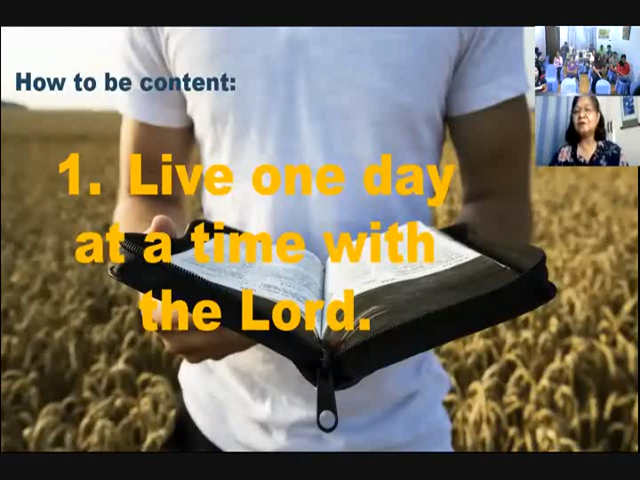 How to be content:
1. Live one day
at a time with
the Lord.